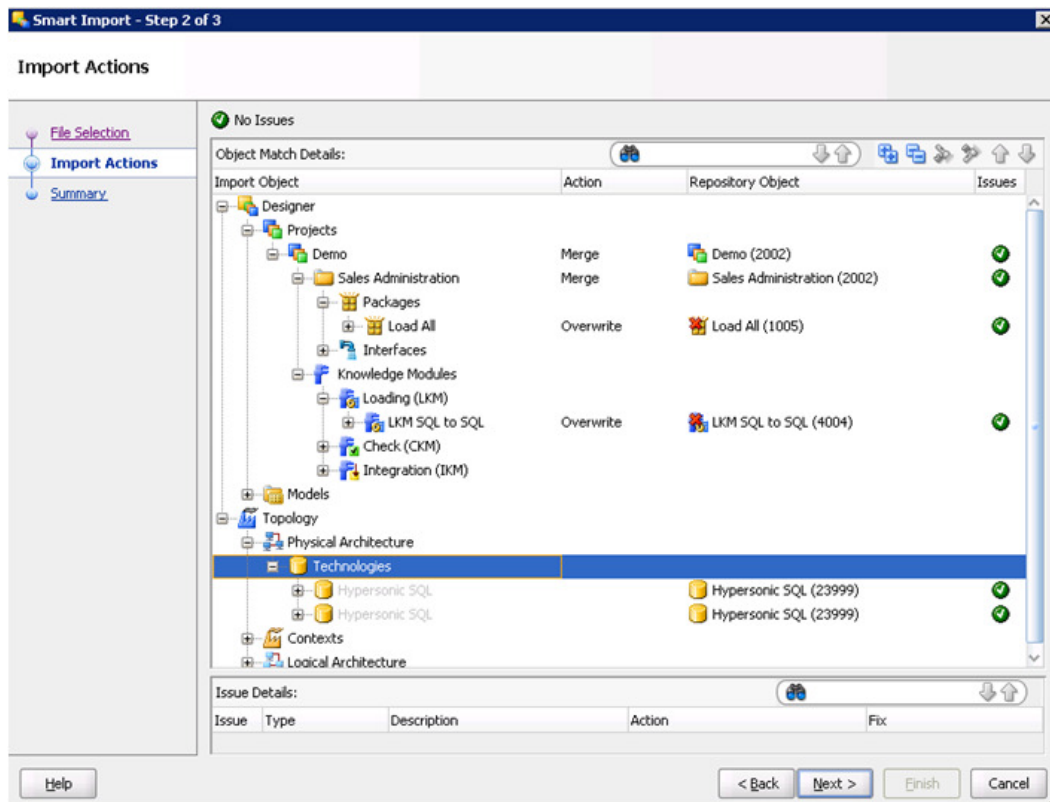 Smart Import - Step 2 of 3
Import Actions
File Selection
Import Actions
Summary
No Issues
Object Match Details:
Import Object Action Repository Object Issues
Designer
Projects
Demo Merge Demo (2002)
Sales Administration Merge Sales Administration (2002)
Packages
Load All Overwrite Load All (1005)
Interfaces
Knowledge Modules
Loading (LKM)
LKM SQL to SQL Overwrite LKM SQL to SQL (4004)
Check (CKM)
Integration (IKM)
Models
Topology
Physical Architecture
Technologies
Hypersonic SQL Hypersonic SQL (23999)
Hypersonic SQL Hypersonic SQL (23999)
Contexts
Logical Architecture
Issue Details:
Issue Type Description Action Fix
Help < Back Next > Finish Cancel